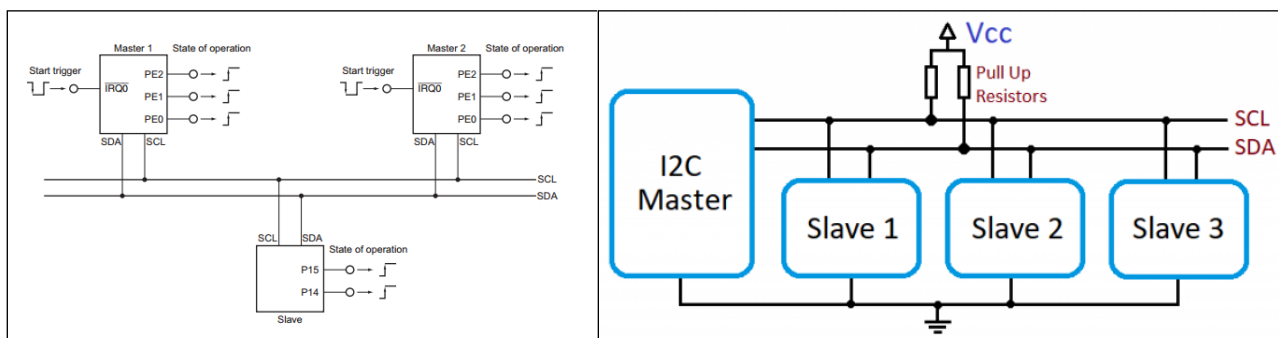 Master 1
State of operation
Start trigger
IRQ0
PE2
PE1
PE0
SDA
SCL
Master 2
State of operation
Start trigger
IRQ0
PE2
PE1
PE0
SDA
SCL
SCL
SDA
SCL
SDA
State of operation
P15
P14
Slave
Vcc
Pull Up
Resistors
SCL
SDA
I2C
Master
Slave 1
Slave 2
Slave 3